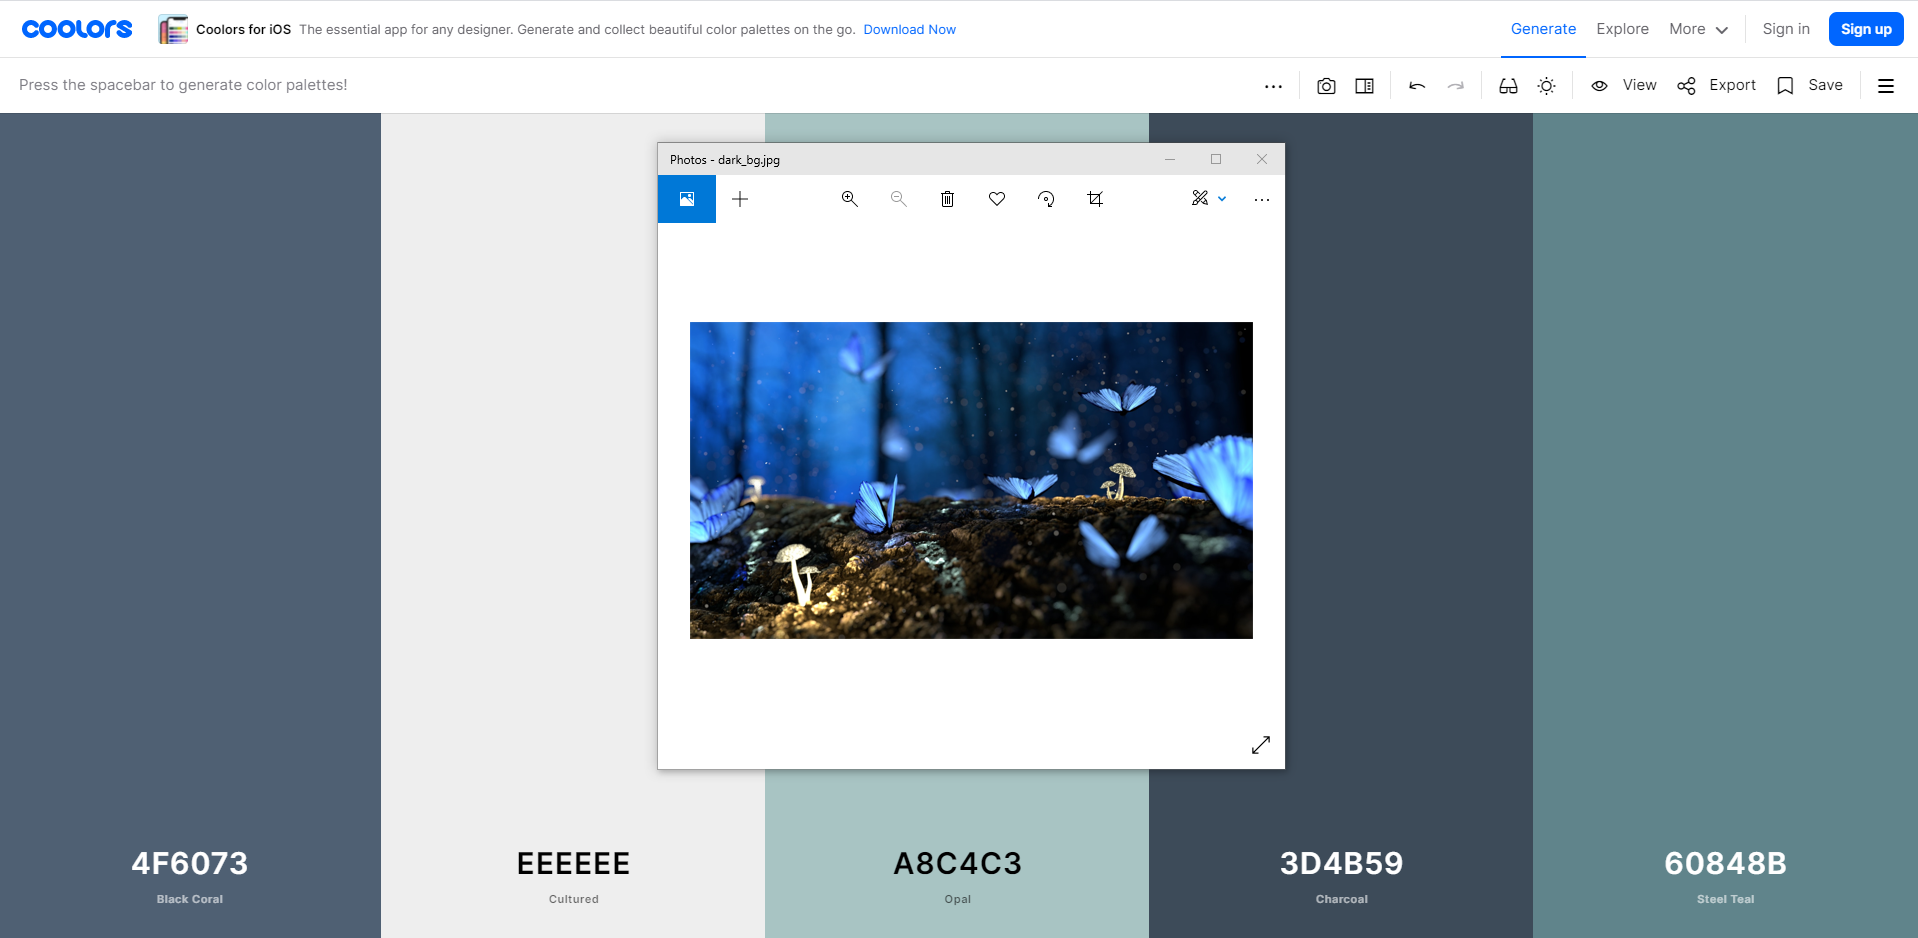 coolors
Coolors for iOS The essential app for any designer. Generate and collect beautiful color palettes on the go. Download Now
Generate Explore More Sign in Sign up
Press the spacebar to generate color palettes!
View Export Save
Photos - dark_bg.jpg
4F6073 EEEEEE A8C4C3 3D4B59 60848B
Black Coral Cultured Opal Charcoal Steel Teal